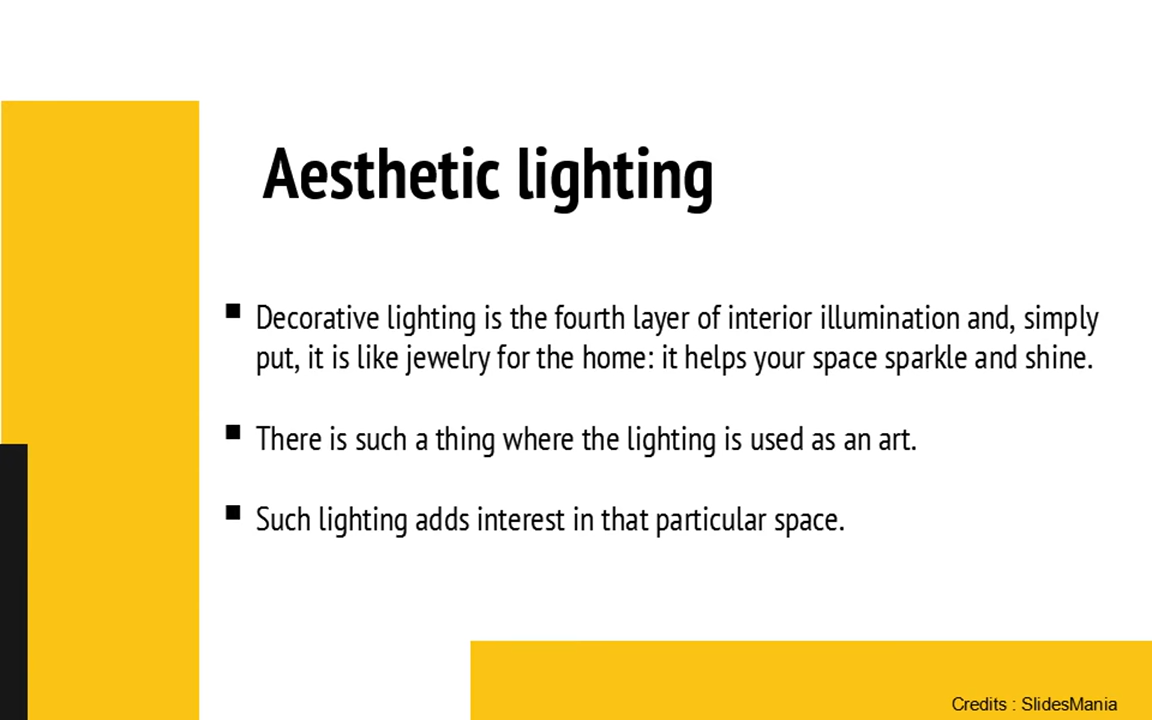 Aesthetic lighting
▪ Decorative lighting is the fourth layer of interior illumination and, simply
put, it is like jewelry for the home: it helps your space sparkle and shine.
▪ There is such a thing where the lighting is used as an art.
▪ Such lighting adds interest in that particular space.
Credits : SlidesMania